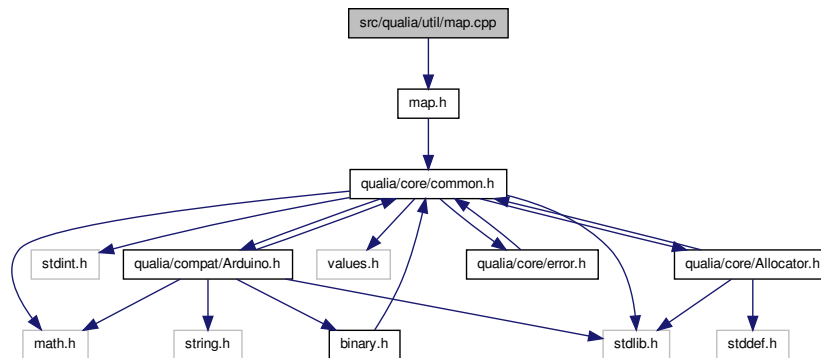 src/qualia/util/map.cpp
map.h
qualia/core/common.h
stdint.h
qualia/compat/Arduino.h
values.h
qualia/core/error.h
qualia/core/Allocator.h
math.h
string.h
binary.h
stdlib.h
stddef.h